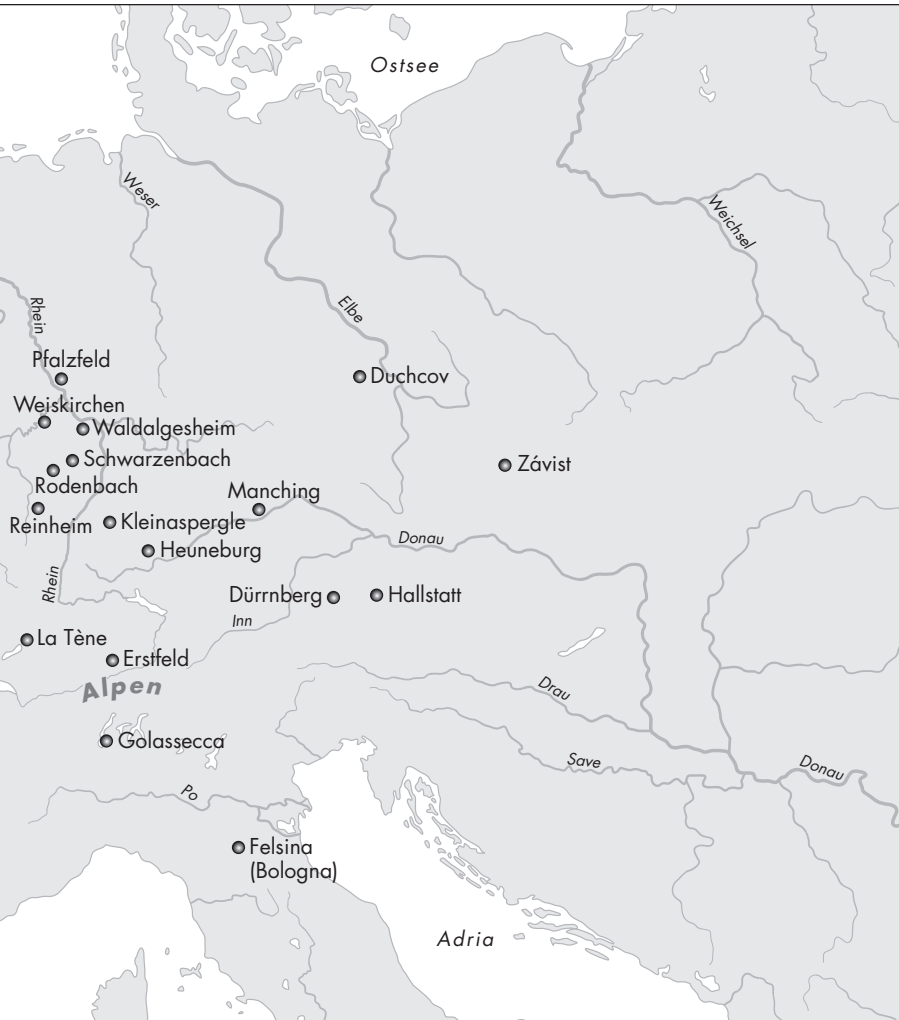 Ostsee
Weser
Weichsel
Rhein
Elbe
Pfalzfeld
Duchcov
Weiskirchen
Waldalgesheim
Schwarzenbach
Závist
Rodenbach
Manching
Reinheim
Kleinaspergle
Donau
Heuneburg
Rhein
Dürrnberg
Hallstatt
Inn
La Tène
Erstfeld
Alpen
Drau
Golassecca
Save
Donau
Po
Felsina
(Bologna)
Adria